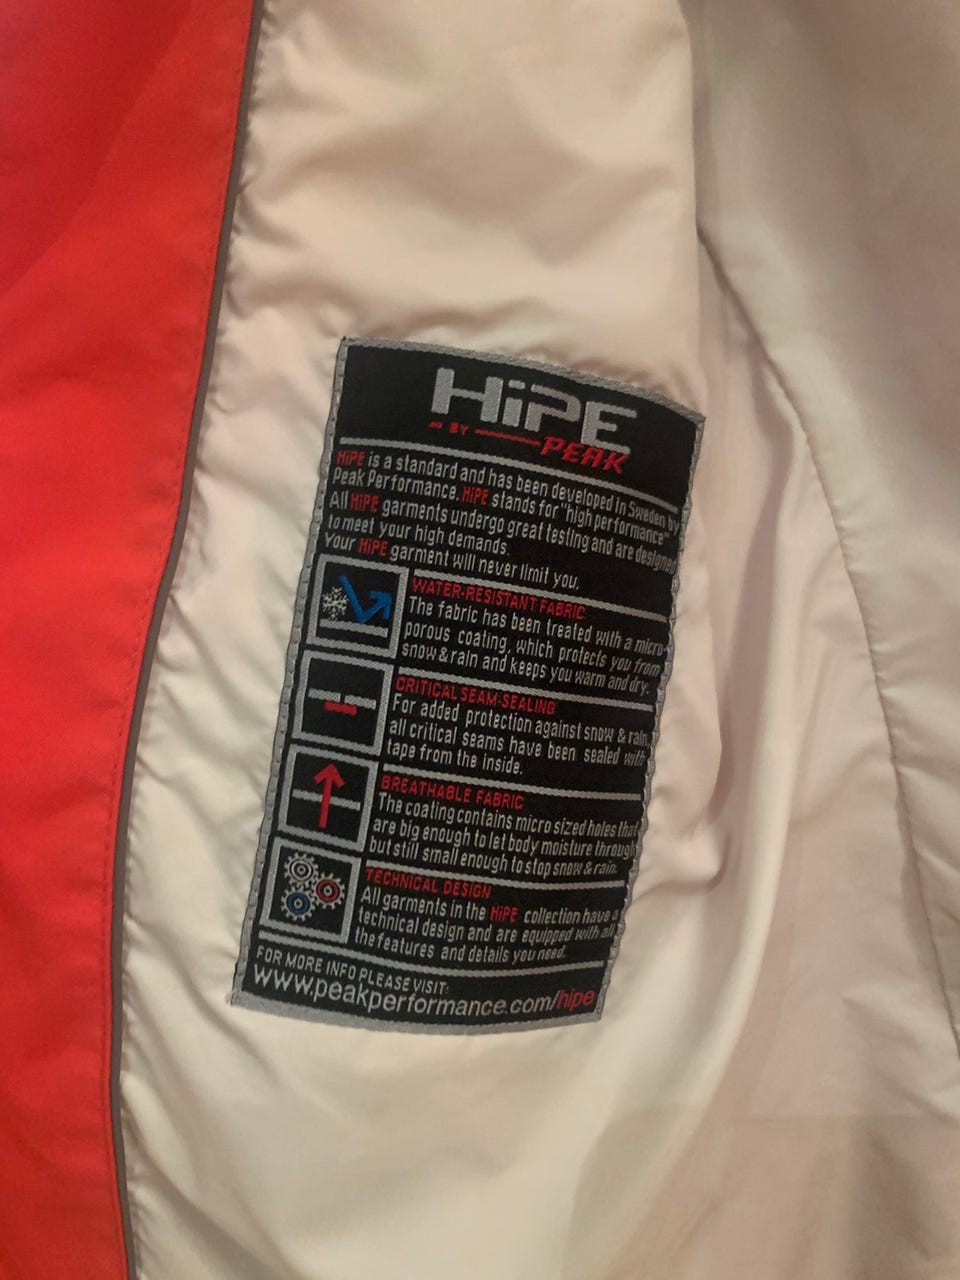 HiPE
BY
PEAK
HiPE is a standard and has been developed in Sweden by
Peak Performance. HiPE stands for "high performance"
All HiPE garments undergo great testing and are designed
to meet your high demands.
Your HiPE garment will never limit you.
WATER-RESISTANT FABRIC
The fabric has been treated with a micro-
porous coating, which protects you from
snow & rain and keeps you warm and dry.
CRITICAL SEAM-SEALING
For added protection against snow & rain,
all critical seams have been sealed with
tape from the inside.
BREATHABLE FABRIC
The coating contains micro sized holes that
are big enough to let body moisture through
but still small enough to stop snow & rain.
TECHNICAL DESIGN
All garments in the HiPE collection have a
technical design and are equipped with all
the features and details you need.
FOR MORE INFO PLEASE VISIT:
www.peakperformance.com/hipe